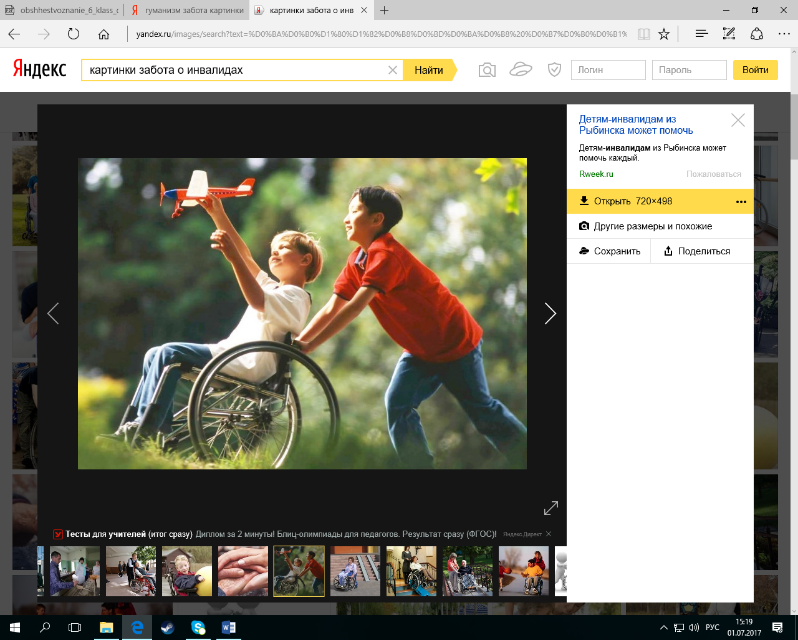 obshhestvoznanie_6_klass_c
гуманизм забота картинки
картинки забота о инв
yandex.ru/images/search?text=%D0%BA%D0%B0%D1%80%D1%82%D0%B8%D0%BD%D0%BA%D0%B8%20%D0%B7%D0%B0%D0%B1%
Яндекс
картинки забота о инвалидах
Найти
Логин
Пароль
Войти
Детям-инвалидам из
Рыбинска может помочь
Детям-инвалидам из Рыбинска может
помочь каждый.
Rweek.ru
Пожаловаться
Открыть 720×498
Другие размеры и похожие
Сохранить
Поделиться
Тесты для учителей (итог сразу) Диплом за 2 минуты! Блиц-олимпиады для педагогов. Результат сразу (ФГОС)! Яндекс.Директ
РУС
15:19
01.07.2017